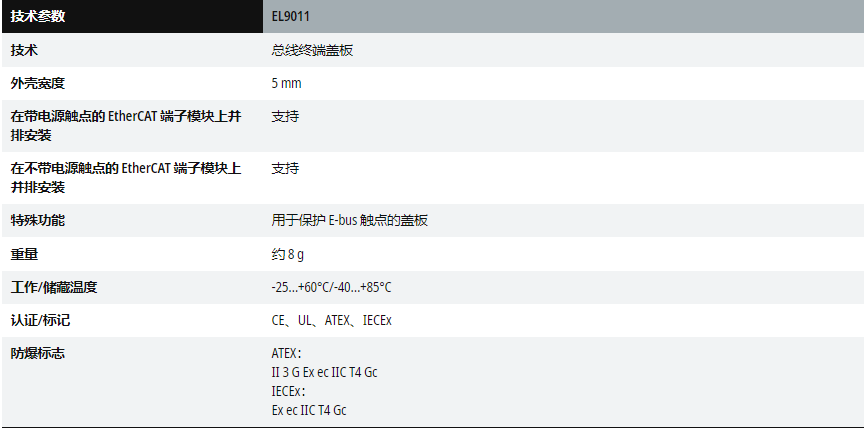 技术参数 EL9011
技术 总线终端盖板
外壳宽度 5 mm
在带电源触点的 EtherCAT 端子模块上并 支持
排安装
在不带电源触点的 EtherCAT 端子模块上 支持
并排安装
特殊功能 用于保护 E-bus 触点的盖板
重量 约 8 g
工作/储藏温度 -25…+60°C/-40…+85°C
认证/标记 CE、UL、ATEX、IECEx
防爆标志 ATEX:
II 3 G Ex ec IIC T4 Gc
IECEx:
Ex ec IIC T4 Gc